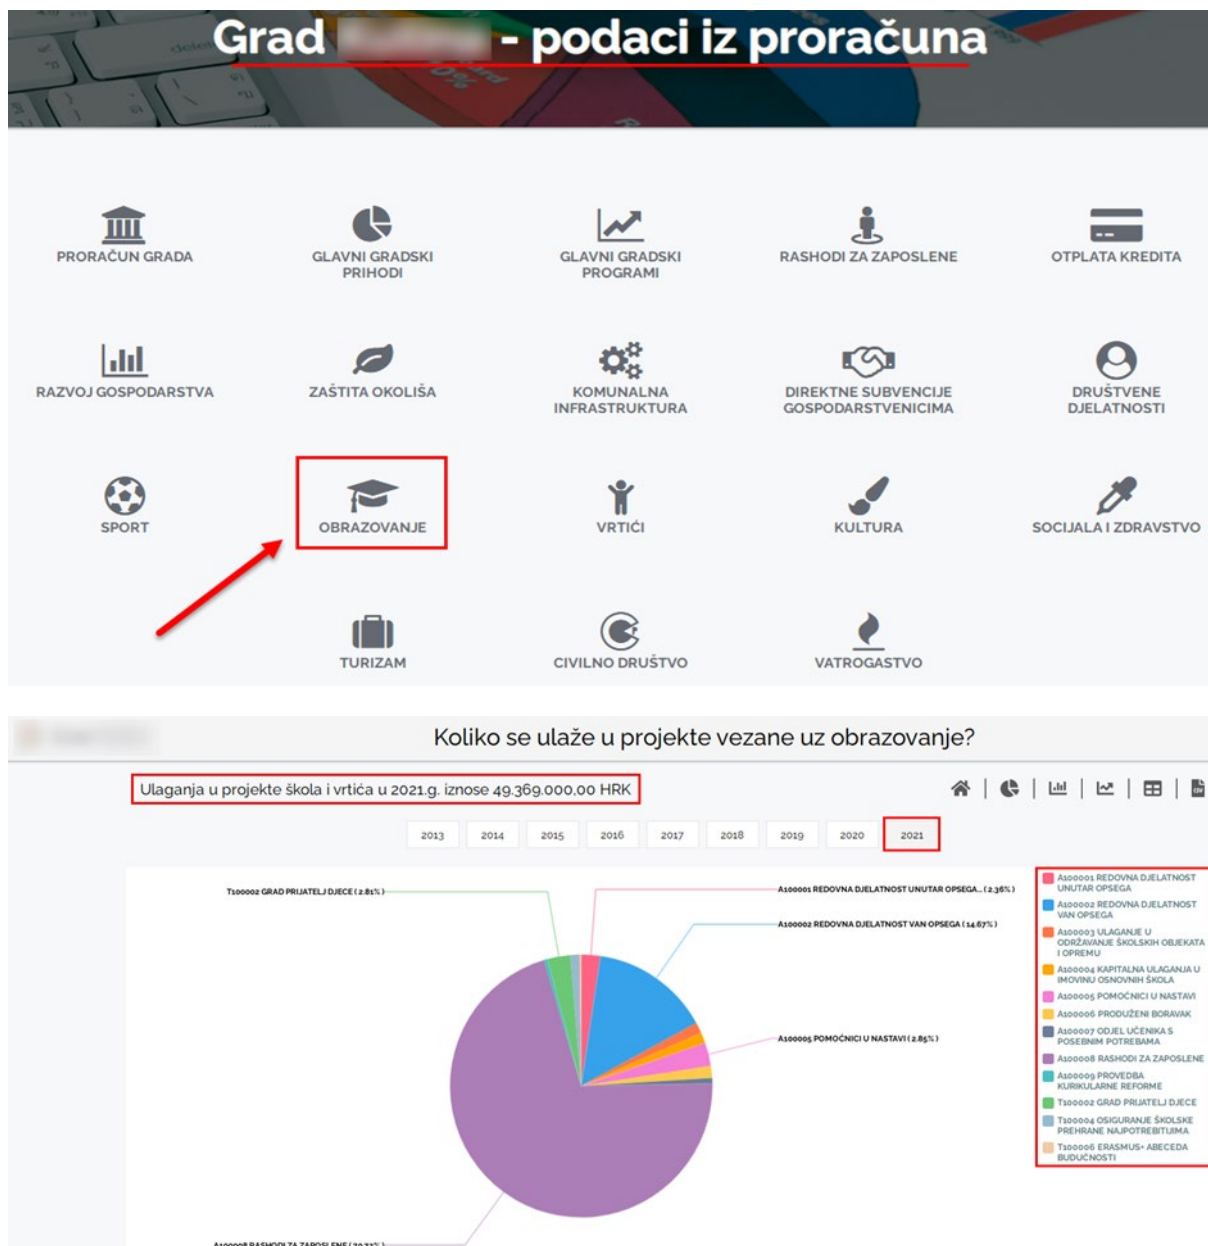 Grad - podaci iz proračuna
PRORAČUN GRADA
GLAVNI GRADSKI
PRIHODI
GLAVNI GRADSKI
PROGRAMI
RASHODI ZA ZAPOSLENE
OTPLATA KREDITA
RAZVOJ GOSPODARSTVA
ZAŠTITA OKOLIŠA
KOMUNALNA
INFRASTRUKTURA
DIREKTNE SUBVENCIJE
GOSPODARSTVENICIMA
DRUŠTVENE
DJELATNOSTI
SPORT
OBRAZOVANJE
VRTIĆI
KULTURA
SOCIJALA I ZDRAVSTVO
TURIZAM
CIVILNO DRUŠTVO
VATROGASTVO
Koliko se ulaže u projekte vezane uz obrazovanje?
Ulaganja u projekte škola i vrtića u 2021.g. iznose 49.369.000,00 HRK
2013 2014 2015 2016 2017 2018 2019 2020 2021
T100002 GRAD PRIJATELJ DJECE ( 2.81% )
A100001 REDOVNA DJELATNOST UNUTAR OPSEGA... ( 2.36% )
A100002 REDOVNA DJELATNOST VAN OPSEGA ( 14.67% )
A100005 POMOĆNICI U NASTAVI ( 2.85% )
A100008 RASHODI ZA ZAPOSLENE
A100001 REDOVNA DJELATNOST
UNUTAR OPSEGA
A100002 REDOVNA DJELATNOST
VAN OPSEGA
A100003 ULAGANJE U
ODRŽAVANJE ŠKOLSKIH OBJEKATA
I OPREMU
A100004 KAPITALNA ULAGANJA U
IMOVINU OSNOVNIH ŠKOLA
A100005 POMOĆNICI U NASTAVI
A100006 PRODUŽENI BORAVAK
A100007 ODJEL UČENIKA S
POSEBNIM POTREBAMA
A100008 RASHODI ZA ZAPOSLENE
A100009 PROVEDBA
KURIKULARNE REFORME
T100002 GRAD PRIJATELJ DJECE
T100004 OSIGURANJE ŠKOLSKE
PREHRANE NAJPOTREBITIJIMA
T100006 ERASMUS+ ABECEDA
BUDUĆNOSTI